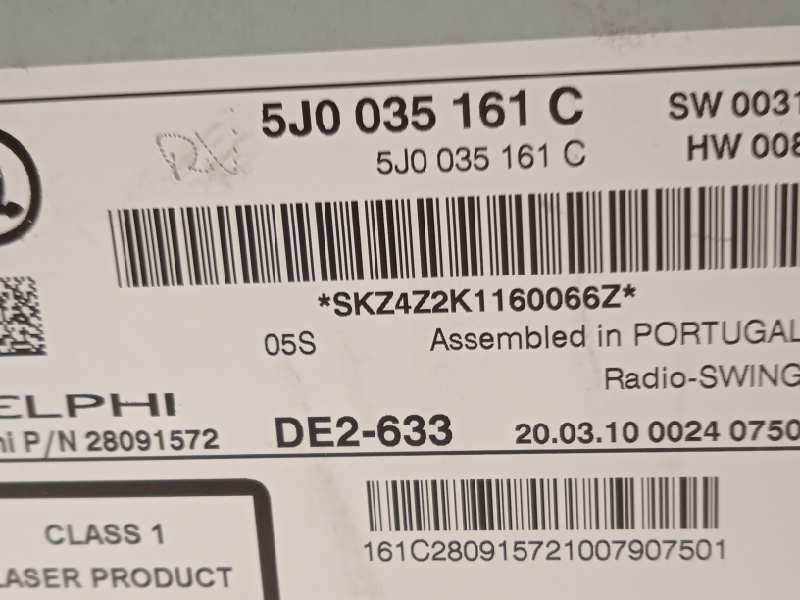 5J0 035 161 C SW 0031
5J0 035 161 C HW 008
*SKZ4Z2K1160066Z*
05S Assembled in PORTUGAL
Radio-SWING
ELPHI
hi P/N 28091572 DE2-633 20.03.10 0024 0750
CLASS 1
LASER PRODUCT
161C280915721007907501